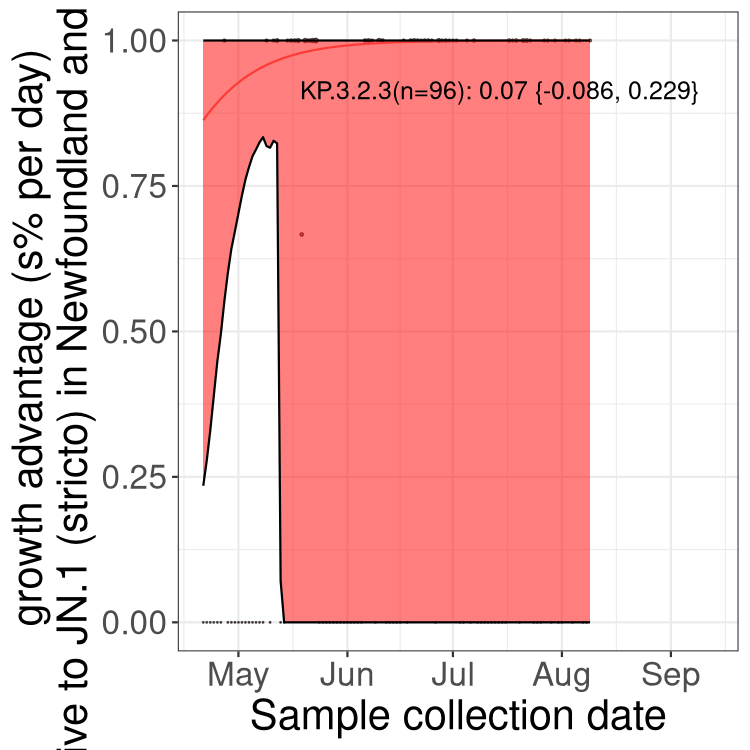 growth advantage (s% per day)
ive to JN.1 (stricto) in Newfoundland and
1.00
0.75
0.50
0.25
0.00
KP.3.2.3(n=96): 0.07 {-0.086, 0.229}
May Jun Jul Aug Sep
Sample collection date